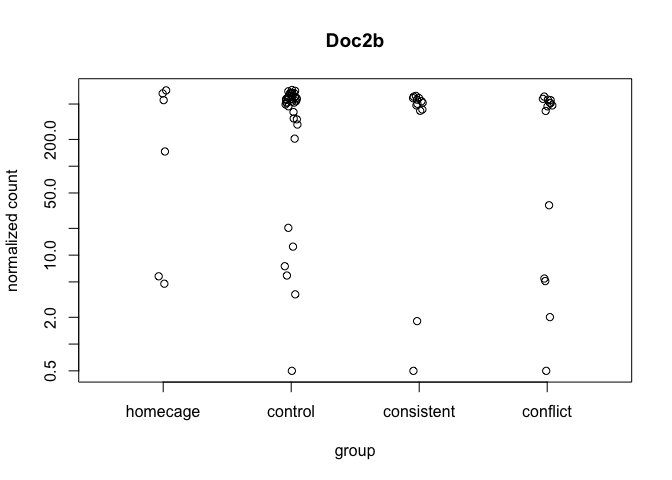 Doc2b
normalized count
200.0
50.0
10.0
2.0
0.5
homecage control consistent conflict
group